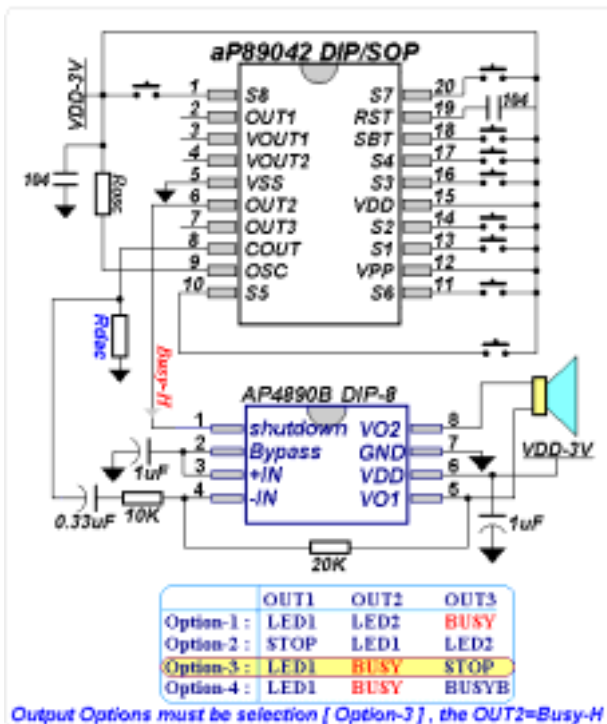 aP89042 DIP/SOP
VDD-3V
1 S8
2 OUT1
3 VOUT1
4 VOUT2
5 VSS
6 OUT2
7 OUT3
8 COUT
9 OSC
10 S5
S7 20
RST 19
SBT 18
S4 17
S3 16
VDD 15
S2 14
S1 13
VPP 12
S6 11
104
104
Rosc
Rdac
Busy-H
AP4890B DIP-8
1 shutdown
2 Bypass
3 +IN
4 -IN
VO2 8
GND 7
VDD 6
VO1 5
VDD-3V
1uF
0.33uF
10K
20K
1uF
OUT1 OUT2 OUT3
Option-1 : LED1 LED2 BUSY
Option-2 : STOP LED1 LED2
Option-3 : LED1 BUSY STOP
Option-4 : LED1 BUSY BUSYB
Output Options must be selection [ Option-3 ] , the OUT2=Busy-H